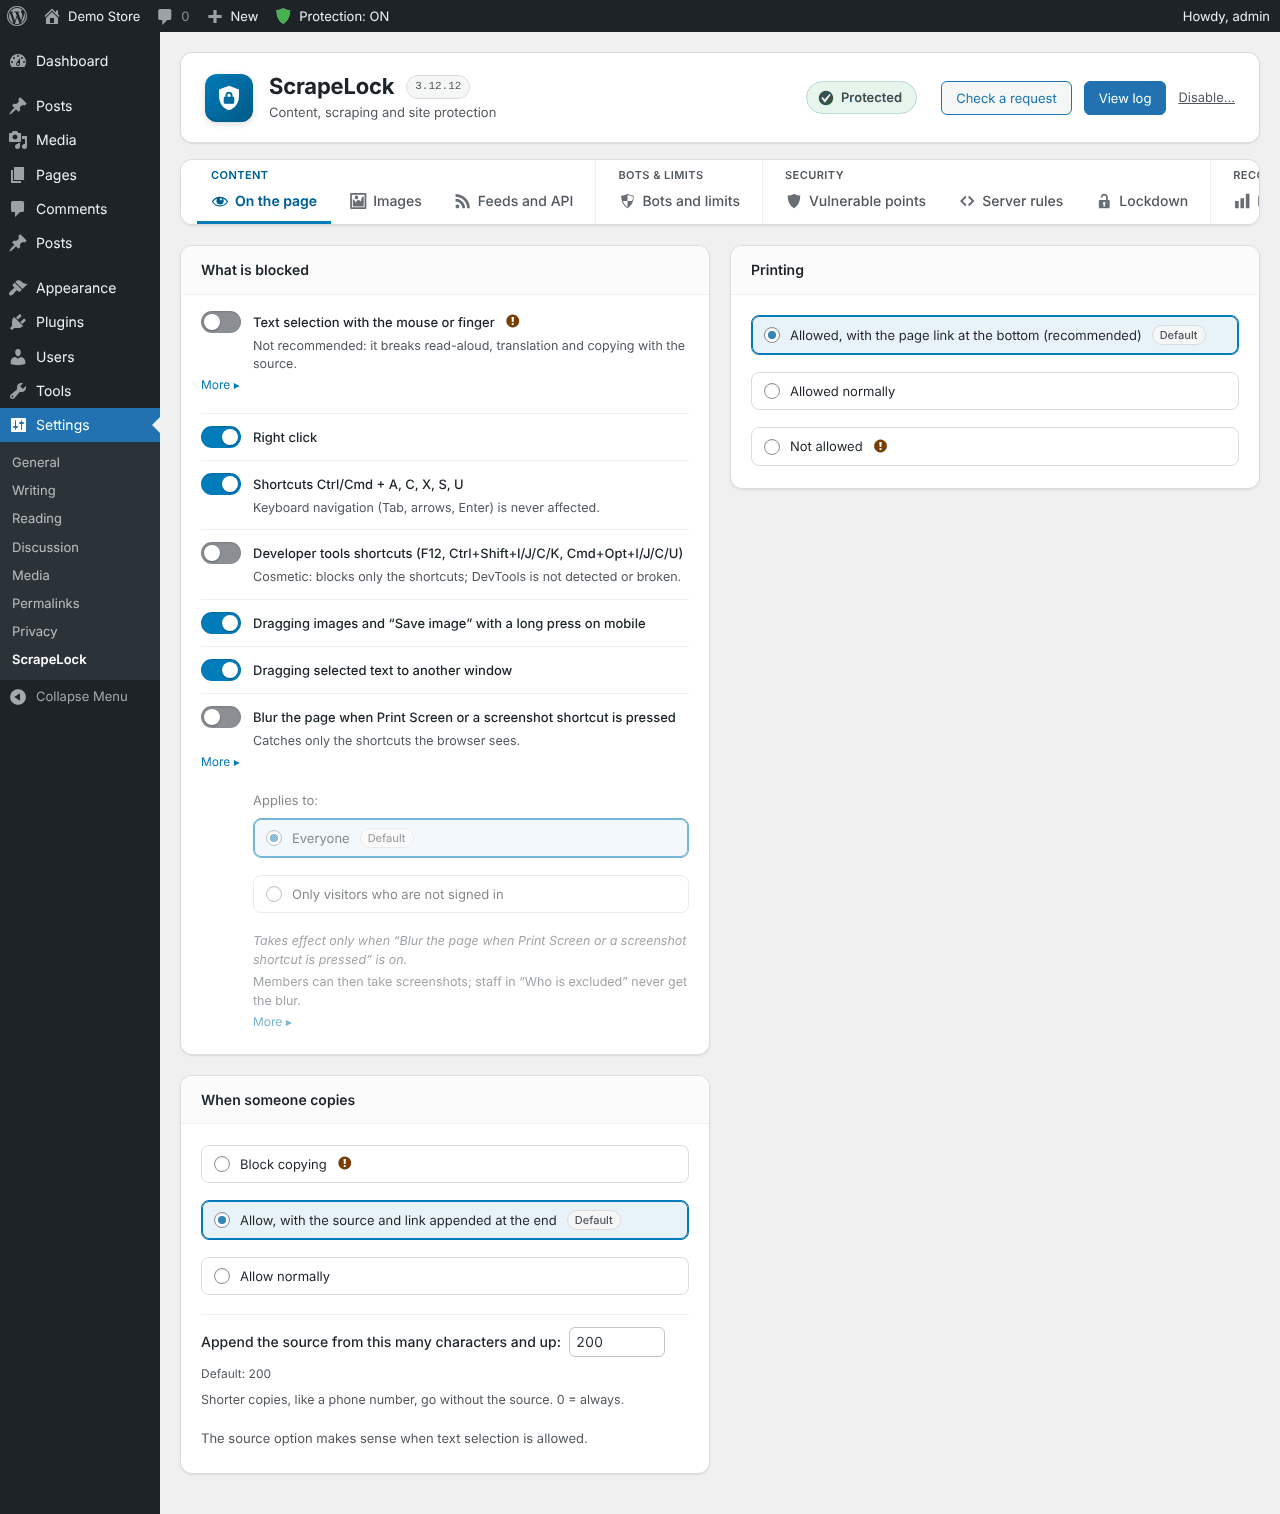 Demo Store
0
New
Protection: ON
Howdy, admin
Dashboard
Posts
Media
Pages
Comments
Posts
Appearance
Plugins
Users
Tools
Settings
General
Writing
Reading
Discussion
Media
Permalinks
Privacy
ScrapeLock
Collapse Menu
ScrapeLock
3.12.12
Content, scraping and site protection
Protected
Check a request
View log
Disable...
CONTENT
On the page
Images
Feeds and API
BOTS & LIMITS
Bots and limits
SECURITY
Vulnerable points
Server rules
Lockdown
What is blocked
Text selection with the mouse or finger
Not recommended: it breaks read-aloud, translation and copying with the
source.
More ▸
Right click
Shortcuts Ctrl/Cmd + A, C, X, S, U
Keyboard navigation (Tab, arrows, Enter) is never affected.
Developer tools shortcuts (F12, Ctrl+Shift+I/J/C/K, Cmd+Opt+I/J/C/U)
Cosmetic: blocks only the shortcuts; DevTools is not detected or broken.
Dragging images and “Save image” with a long press on mobile
Dragging selected text to another window
Blur the page when Print Screen or a screenshot shortcut is pressed
Catches only the shortcuts the browser sees.
More ▸
Applies to:
Everyone
Default
Only visitors who are not signed in
Takes effect only when “Blur the page when Print Screen or a screenshot
shortcut is pressed” is on.
Members can then take screenshots; staff in “Who is excluded” never get
the blur.
More ▸
When someone copies
Block copying
Allow, with the source and link appended at the end
Default
Allow normally
Append the source from this many characters and up:
200
Default: 200
Shorter copies, like a phone number, go without the source. 0 = always.
The source option makes sense when text selection is allowed.
Printing
Allowed, with the page link at the bottom (recommended)
Default
Allowed normally
Not allowed